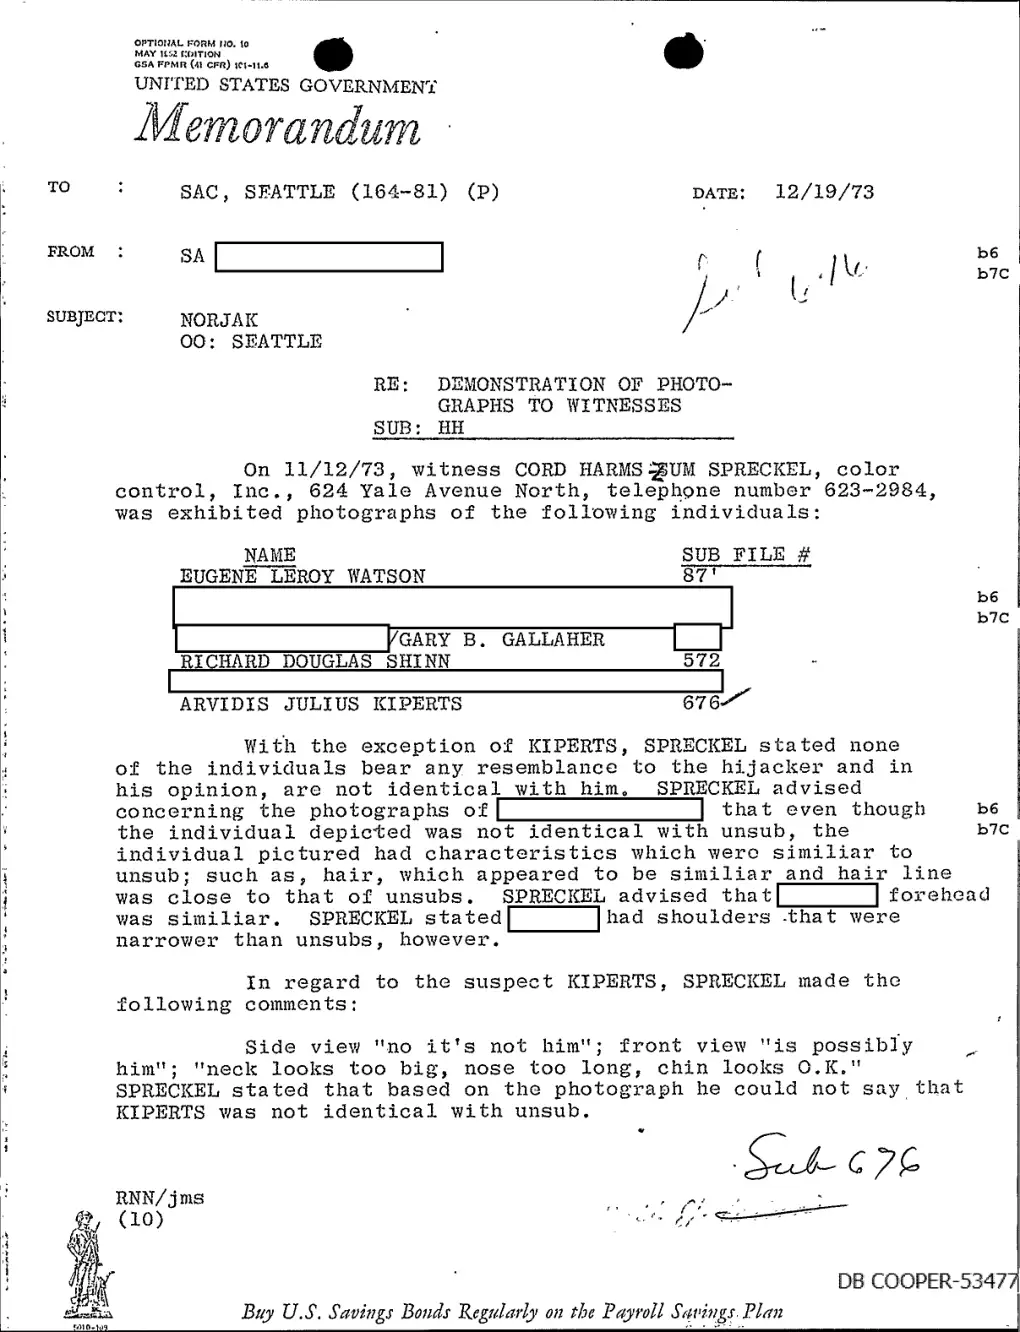 OPTIONAL FORM NO. 10
MAY 1962 EDITION
GSA FPMR (41 CFR) 101-11.6
UNITED STATES GOVERNMENT
Memorandum
TO : SAC, SEATTLE (164-81) (P) DATE: 12/19/73
FROM : SA b6
b7C
SUBJECT: NORJAK
OO: SEATTLE
RE: DEMONSTRATION OF PHOTO-
GRAPHS TO WITNESSES
SUB: HH
On 11/12/73, witness CORD HARMS ZUM SPRECKEL, color
control, Inc., 624 Yale Avenue North, telephone number 623-2984,
was exhibited photographs of the following individuals:
NAME SUB FILE #
EUGENE LEROY WATSON 87
b6
b7C
/GARY B. GALLAHER
RICHARD DOUGLAS SHINN 572
ARVIDIS JULIUS KIPERTS 676
With the exception of KIPERTS, SPRECKEL stated none
of the individuals bear any resemblance to the hijacker and in
his opinion, are not identical with him. SPRECKEL advised
concerning the photographs of that even though b6
the individual depicted was not identical with unsub, the b7C
individual pictured had characteristics which were similiar to
unsub; such as, hair, which appeared to be similiar and hair line
was close to that of unsubs. SPRECKEL advised that forehead
was similiar. SPRECKEL stated had shoulders that were
narrower than unsubs, however.
In regard to the suspect KIPERTS, SPRECKEL made the
following comments:
Side view "no it's not him"; front view "is possibly
him"; "neck looks too big, nose too long, chin looks O.K."
SPRECKEL stated that based on the photograph he could not say that
KIPERTS was not identical with unsub.
Sub 676
RNN/jms
(10)
DB COOPER-53477
Buy U.S. Savings Bonds Regularly on the Payroll Savings Plan
5010-109